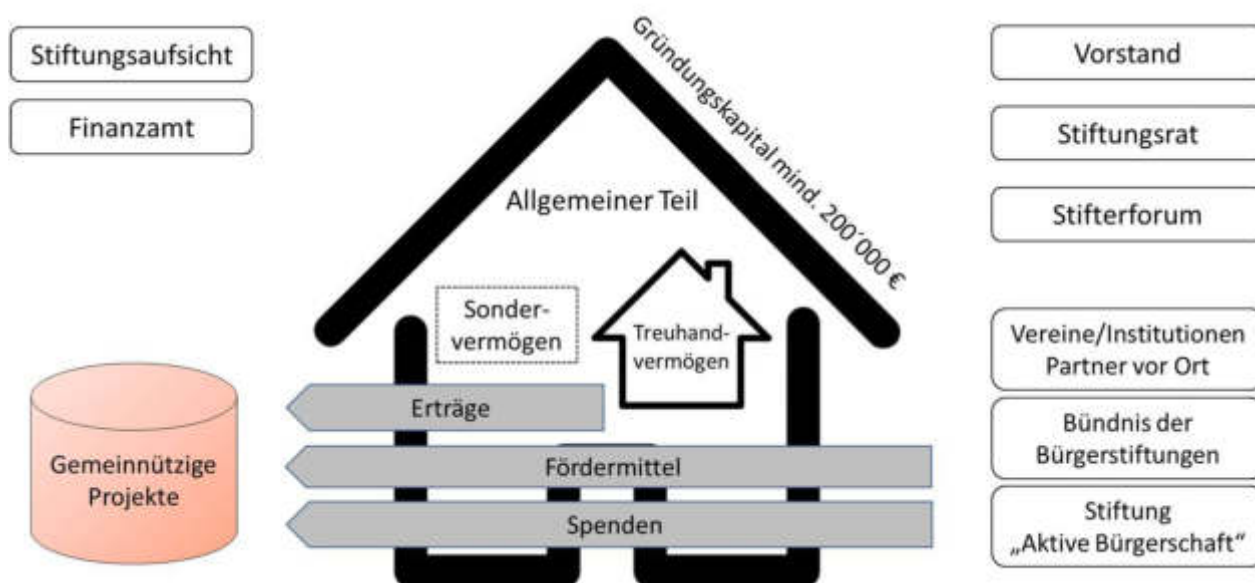 Stiftungsaufsicht
Finanzamt
Gründungskapital mind. 200´000 €
Allgemeiner Teil
Sonder-
vermögen
Treuhand-
vermögen
Erträge
Fördermittel
Spenden
Gemeinnützige
Projekte
Vorstand
Stiftungsrat
Stifterforum
Vereine/Institutionen
Partner vor Ort
Bündnis der
Bürgerstiftungen
Stiftung
„Aktive Bürgerschaft“